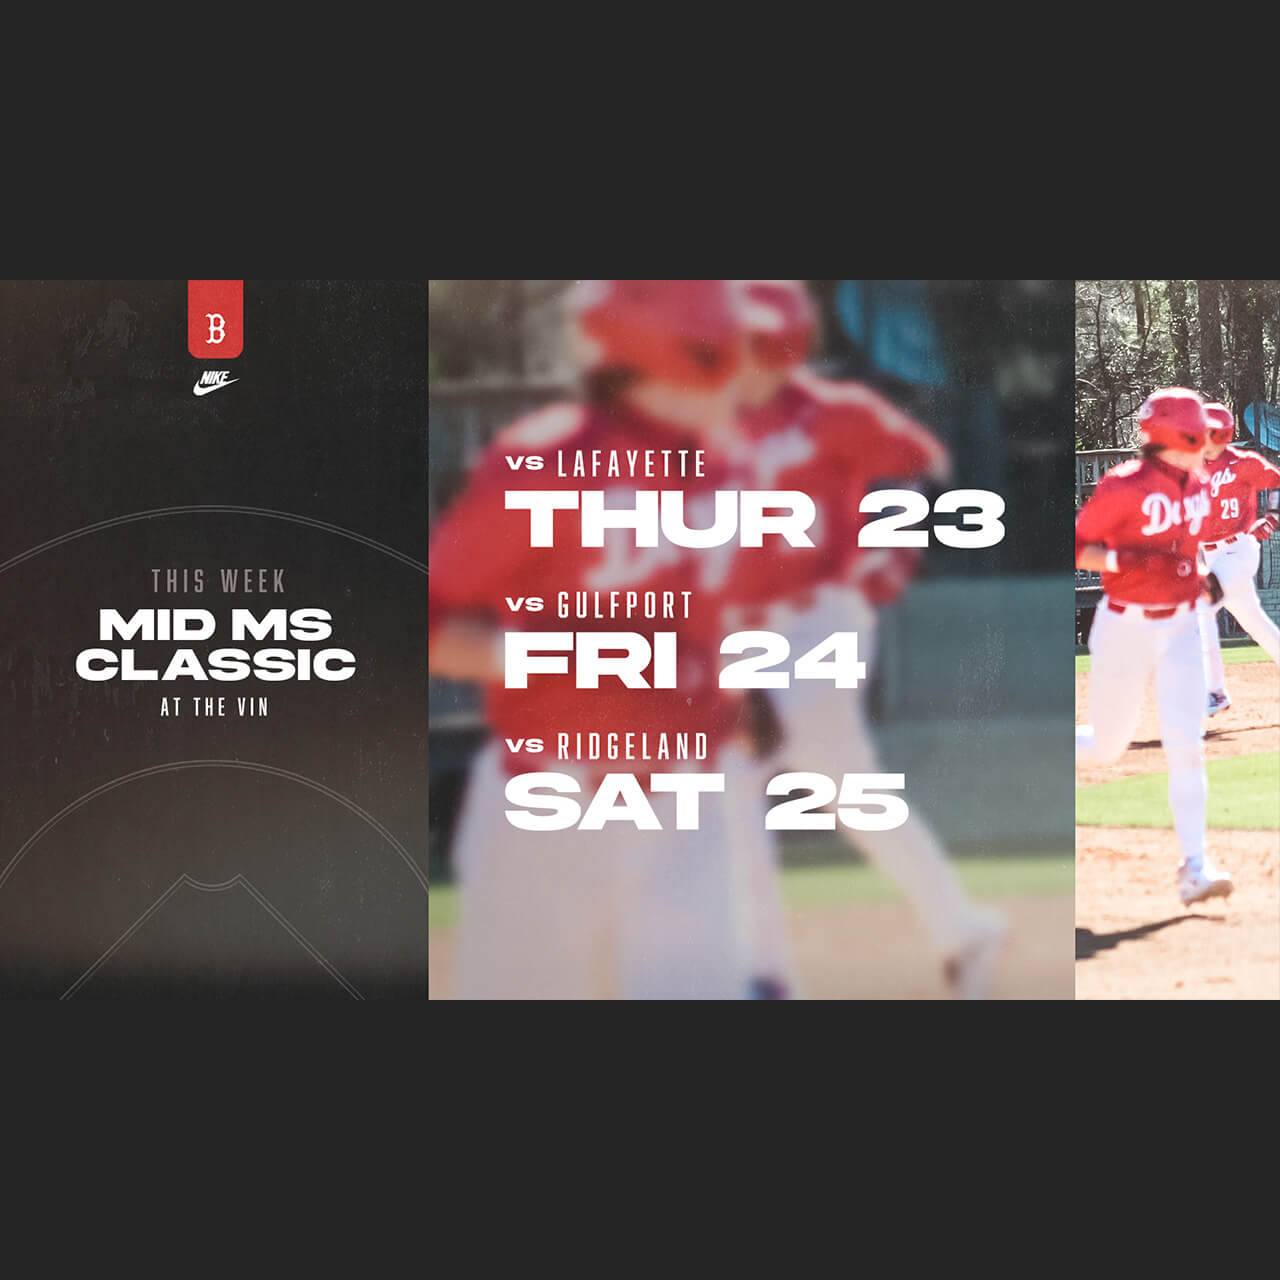 B
NIKE
THIS WEEK
MID MS
CLASSIC
AT THE VIN
VS LAFAYETTE
THUR 23
VS GULFPORT
FRI 24
VS RIDGELAND
SAT 25
gs
29